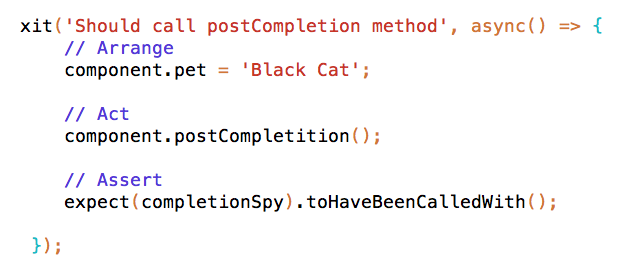 xit('Should call postCompletion method', async() => {
// Arrange
component.pet = 'Black Cat';
// Act
component.postCompletition();
// Assert
expect(completionSpy).toHaveBeenCalledWith();
});